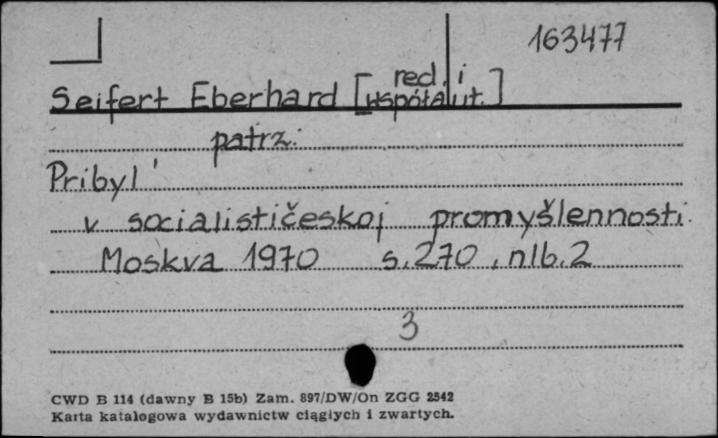 163477
Seifert Eberhard [red. i współaut.]
patrz:
Pribyl'
v socialističeskoj promyšlennosti.
Moskva 1970 s. 270, nlb. 2
3
CWD B 114 (dawny B 15b) Zam. 897/DW/On ZGG 2542
Karta katalogowa wydawnictw ciągłych i zwartych.